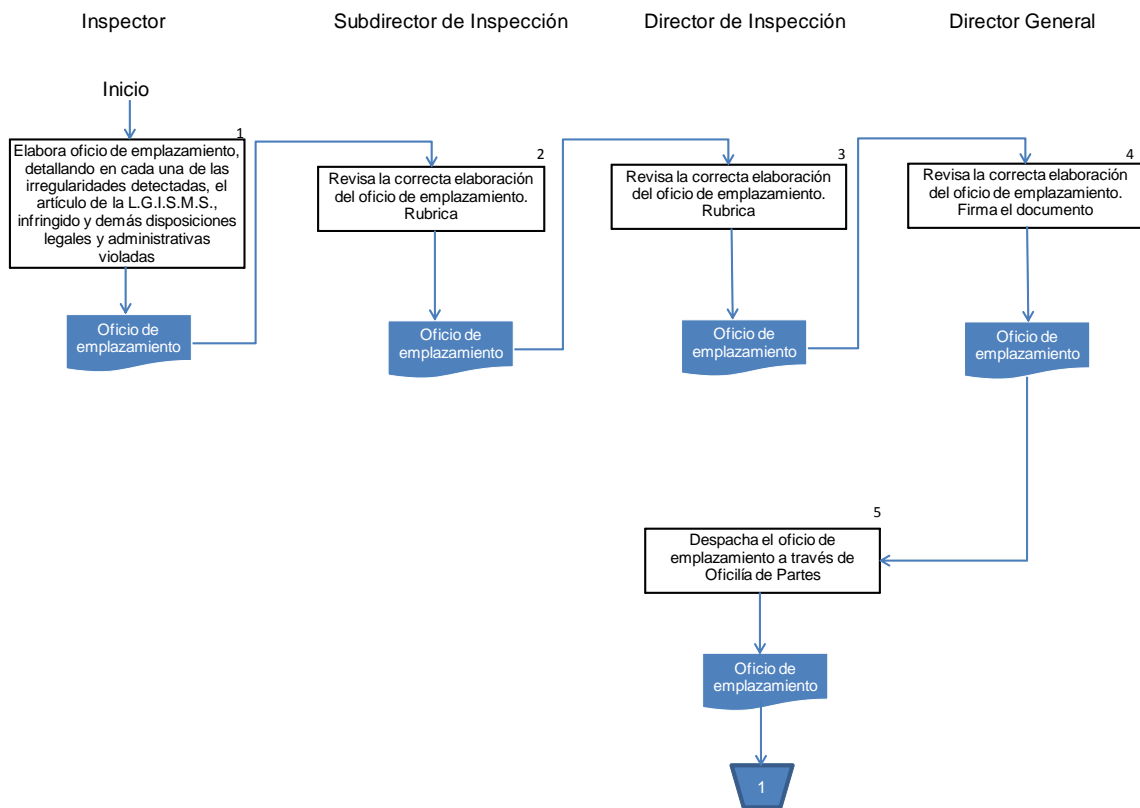 Inspector
Subdirector de Inspección
Director de Inspección
Director General
Inicio
1
Elabora oficio de emplazamiento,
detallando en cada una de las
irregularidades detectadas, el
artículo de la L.G.I.S.M.S.,
infringido y demás disposiciones
legales y administrativas
violadas
Oficio de
emplazamiento
2
Revisa la correcta elaboración
del oficio de emplazamiento.
Rubrica
Oficio de
emplazamiento
3
Revisa la correcta elaboración
del oficio de emplazamiento.
Rubrica
Oficio de
emplazamiento
4
Revisa la correcta elaboración
del oficio de emplazamiento.
Firma el documento
Oficio de
emplazamiento
5
Despacha el oficio de
emplazamiento a través de
Oficilía de Partes
Oficio de
emplazamiento
1